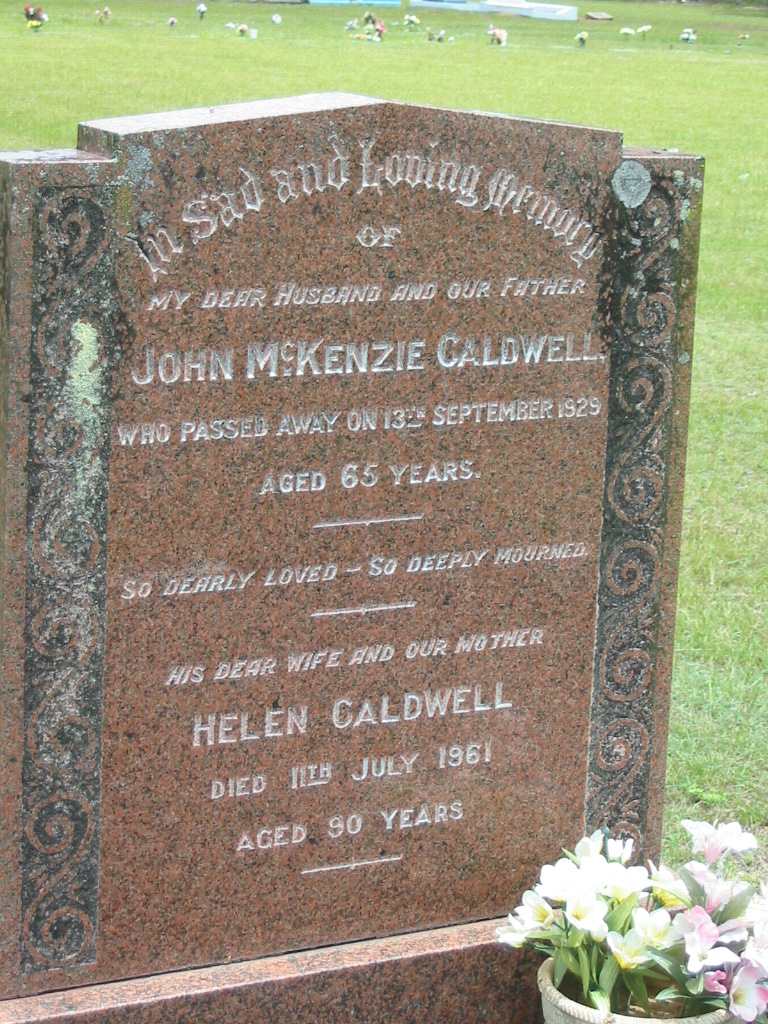 In Sad and Loving Memory
OF
MY DEAR HUSBAND AND OUR FATHER
JOHN McKENZIE CALDWELL.
WHO PASSED AWAY ON 13TH SEPTEMBER 1929
AGED 65 YEARS.
SO DEARLY LOVED – SO DEEPLY MOURNED.
HIS DEAR WIFE AND OUR MOTHER
HELEN CALDWELL
DIED 11TH JULY 1961
AGED 90 YEARS